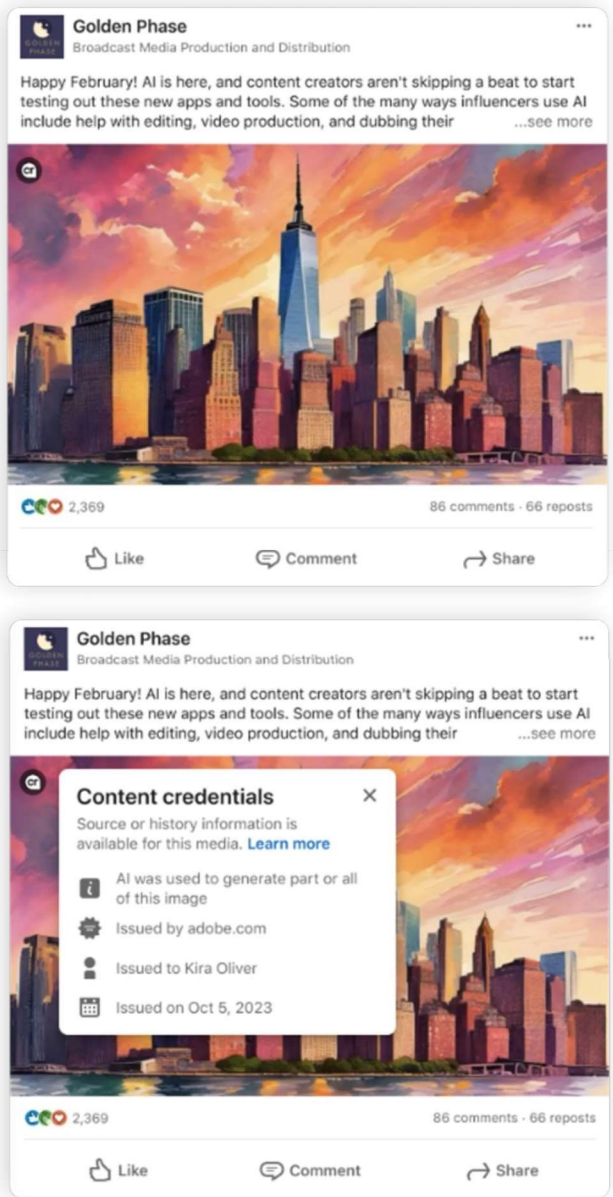 GOLDEN
PHASE
Golden Phase
Broadcast Media Production and Distribution
Happy February! AI is here, and content creators aren't skipping a beat to start
testing out these new apps and tools. Some of the many ways influencers use AI
include help with editing, video production, and dubbing their ...see more
cr
2,369
86 comments · 66 reposts
Like
Comment
Share
GOLDEN
PHASE
Golden Phase
Broadcast Media Production and Distribution
Happy February! AI is here, and content creators aren't skipping a beat to start
testing out these new apps and tools. Some of the many ways influencers use AI
include help with editing, video production, and dubbing their ...see more
cr
Content credentials
Source or history information is
available for this media. Learn more
AI was used to generate part or all
of this image
Issued by adobe.com
Issued to Kira Oliver
Issued on Oct 5, 2023
2,369
86 comments · 66 reposts
Like
Comment
Share